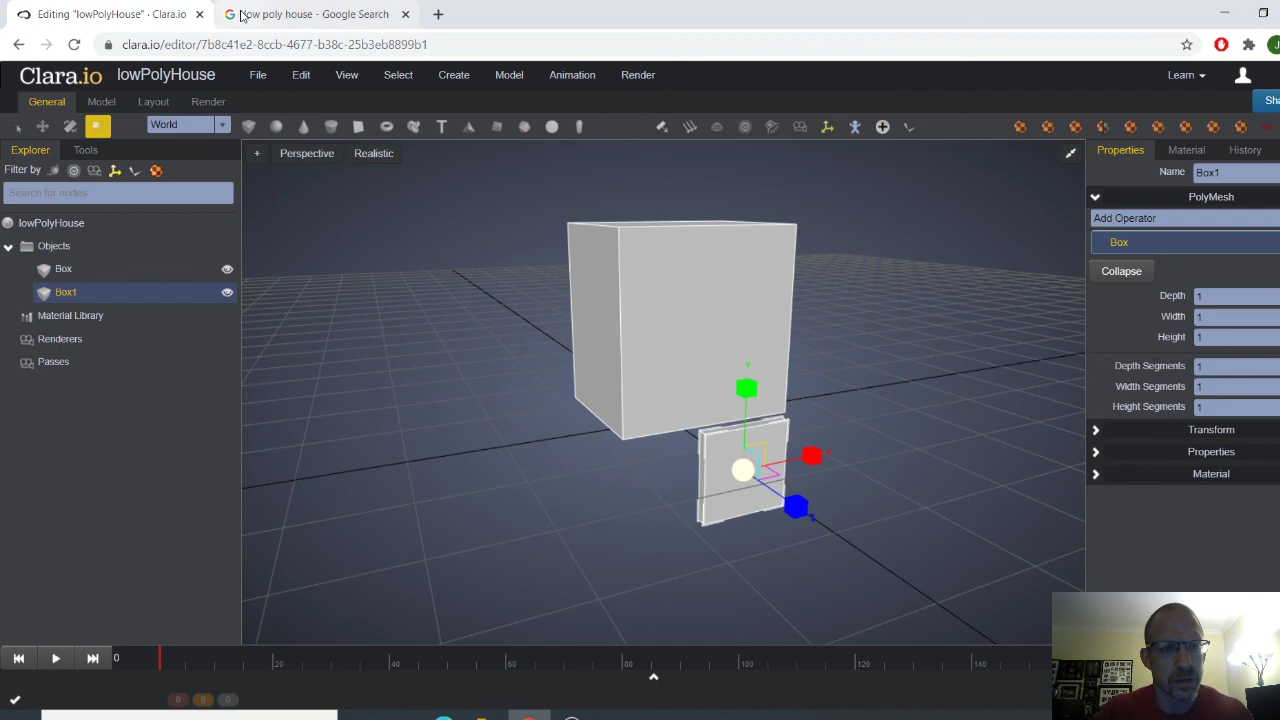 Editing "lowPolyHouse" · Clara.io
low poly house - Google Search
clara.io/editor/7b8c41e2-8ccb-4677-b38c-25b3eb8899b1
Clara.io lowPolyHouse File Edit View Select Create Model Animation Render Learn
General Model Layout Render
Sha
World
Explorer Tools
Perspective Realistic
Properties Material History
Filter by
Search for nodes
Name Box1
PolyMesh
Add Operator
Box
Collapse
lowPolyHouse
Objects
Box
Box1
Material Library
Renderers
Passes
Depth 1
Width 1
Height 1
Depth Segments 1
Width Segments 1
Height Segments 1
Transform
Properties
Material
Y
0 20 40 60 80 100 120 140
0 0 0